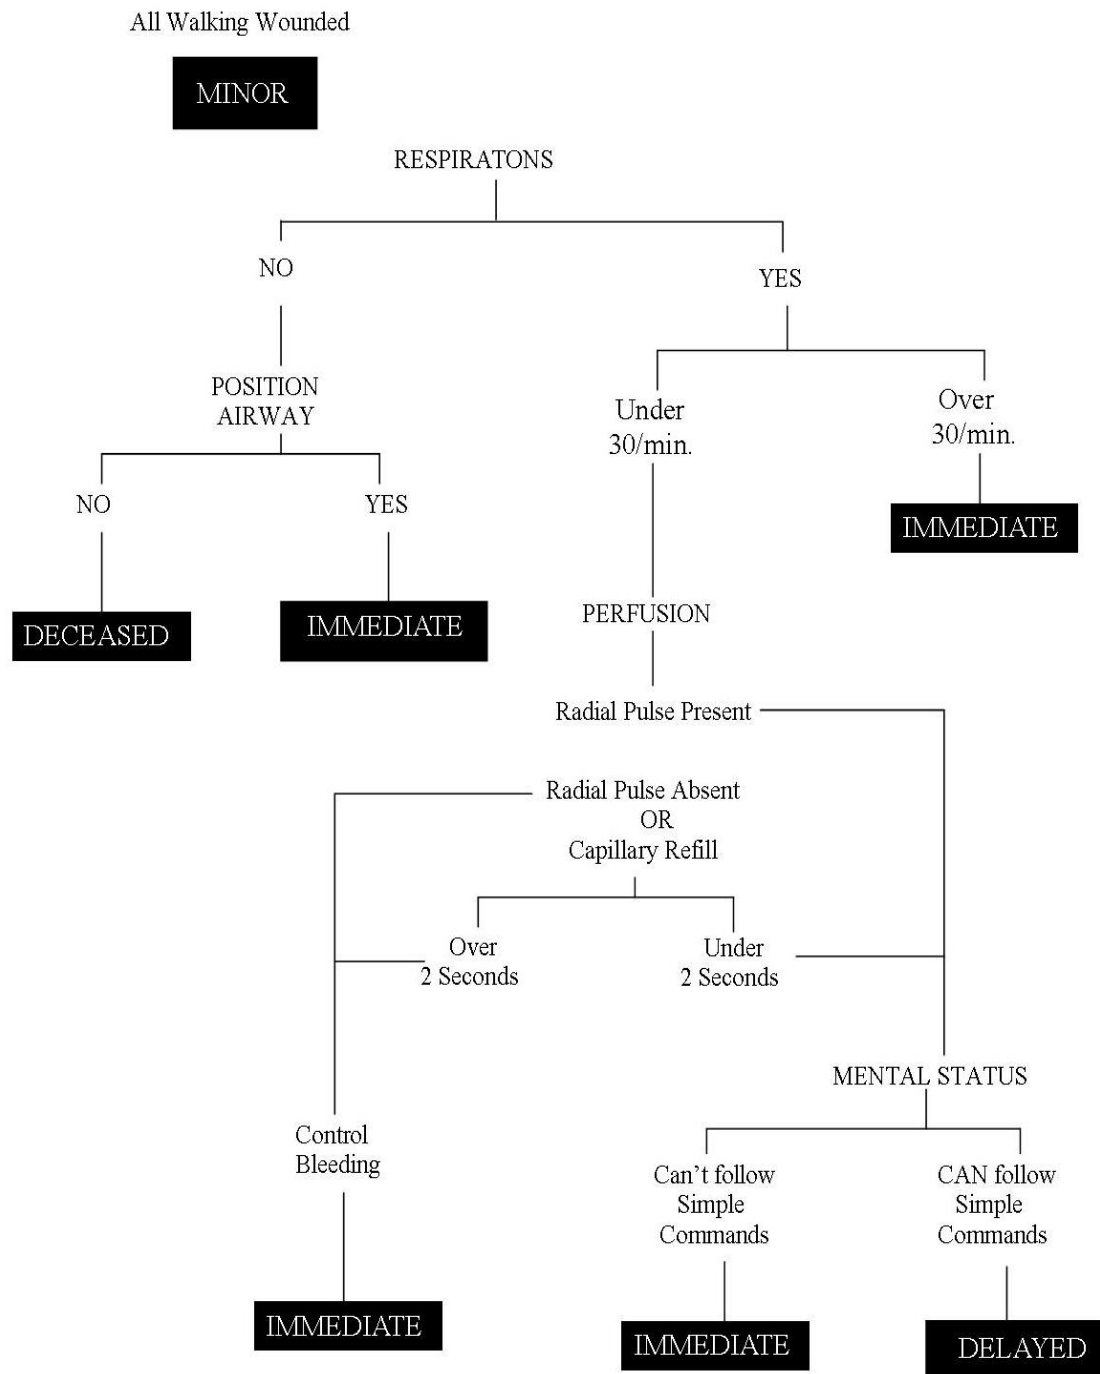 All Walking Wounded
MINOR
RESPIRATONS
NO
YES
POSITION
AIRWAY
Under
30/min.
Over
30/min.
NO
YES
IMMEDIATE
DECEASED
IMMEDIATE
PERFUSION
Radial Pulse Present
Radial Pulse Absent
OR
Capillary Refill
Over
2 Seconds
Under
2 Seconds
MENTAL STATUS
Control
Bleeding
Can't follow
Simple
Commands
CAN follow
Simple
Commands
IMMEDIATE
IMMEDIATE
DELAYED